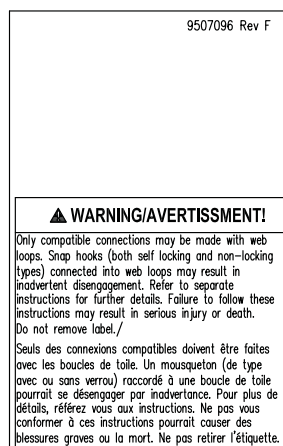 9507096 Rev F
WARNING/AVERTISSMENT!
Only compatible connections may be made with web
loops. Snap hooks (both self locking and non-locking
types) connected into web loops may result in
inadvertent disengagement. Refer to separate
instructions for further details. Failure to follow these
instructions may result in serious injury or death.
Do not remove label./
Seuls des connexions compatibles doivent être faites
avec les boucles de toile. Un mousqueton (de type
avec ou sans verrou) raccordé à une boucle de toile
pourrait se désengager par inadvertance. Pour plus de
détails, référez vous aux instructions. Ne pas vous
conformer à ces instructions pourrait causer des
blessures graves ou la mort. Ne pas retirer l'étiquette.